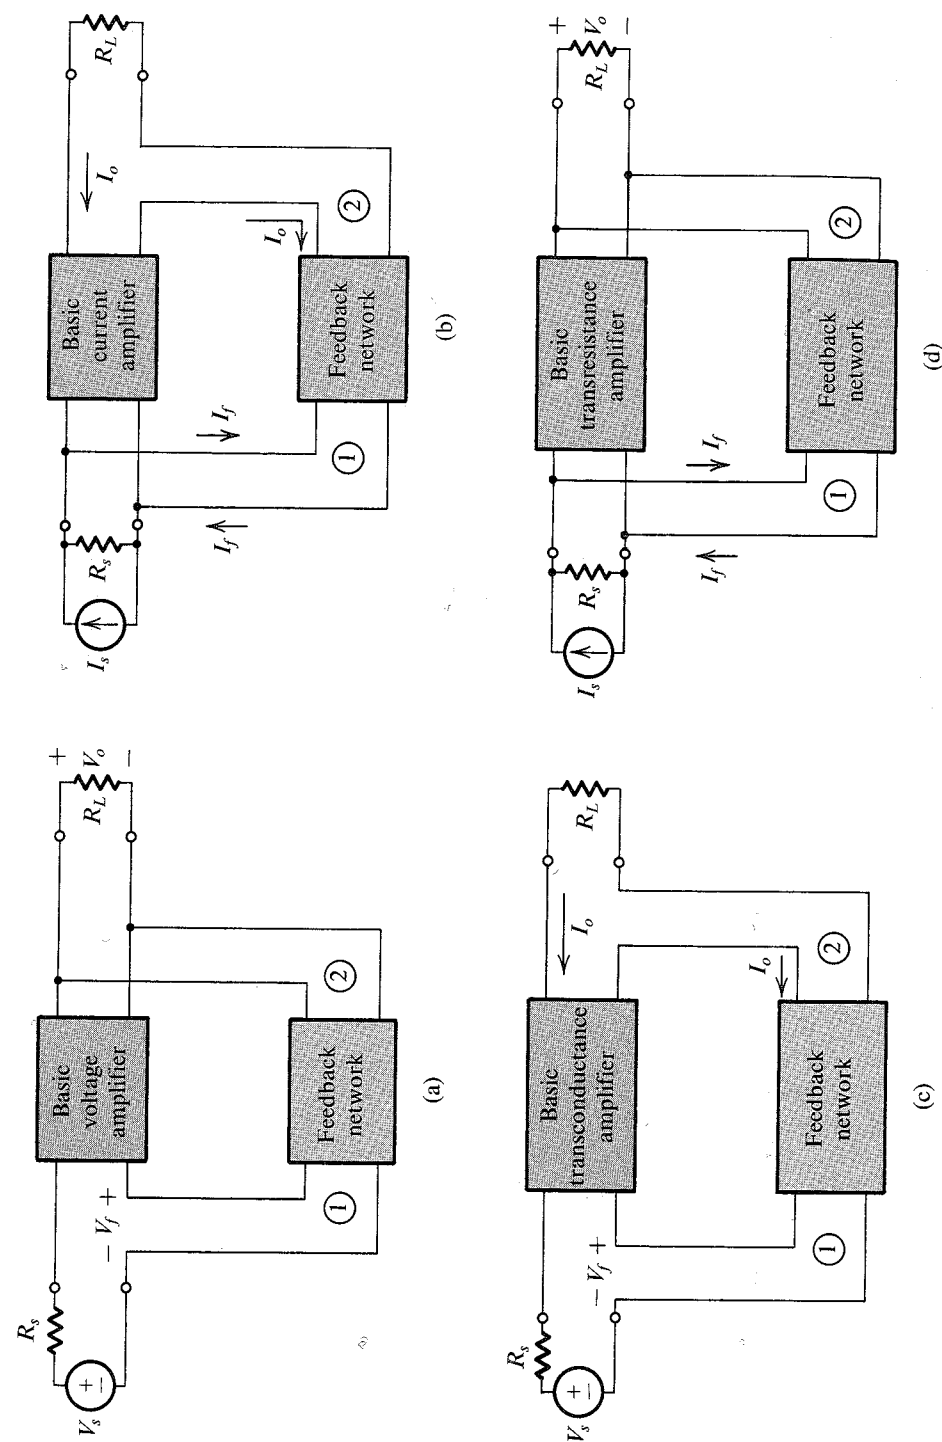 R_s
V_s
+
−
− V_f +
Basic
voltage
amplifier
Feedback
network
①
②
+
V_o
−
R_L
(a)
I_s
R_s
I_f
I_f
Basic
current
amplifier
Feedback
network
①
②
I_o
I_o
R_L
(b)
R_s
V_s
+
−
− V_f +
Basic
transconductance
amplifier
Feedback
network
①
②
I_o
I_o
R_L
(c)
I_s
R_s
I_f
I_f
Basic
transresistance
amplifier
Feedback
network
①
②
+
V_o
−
R_L
(d)